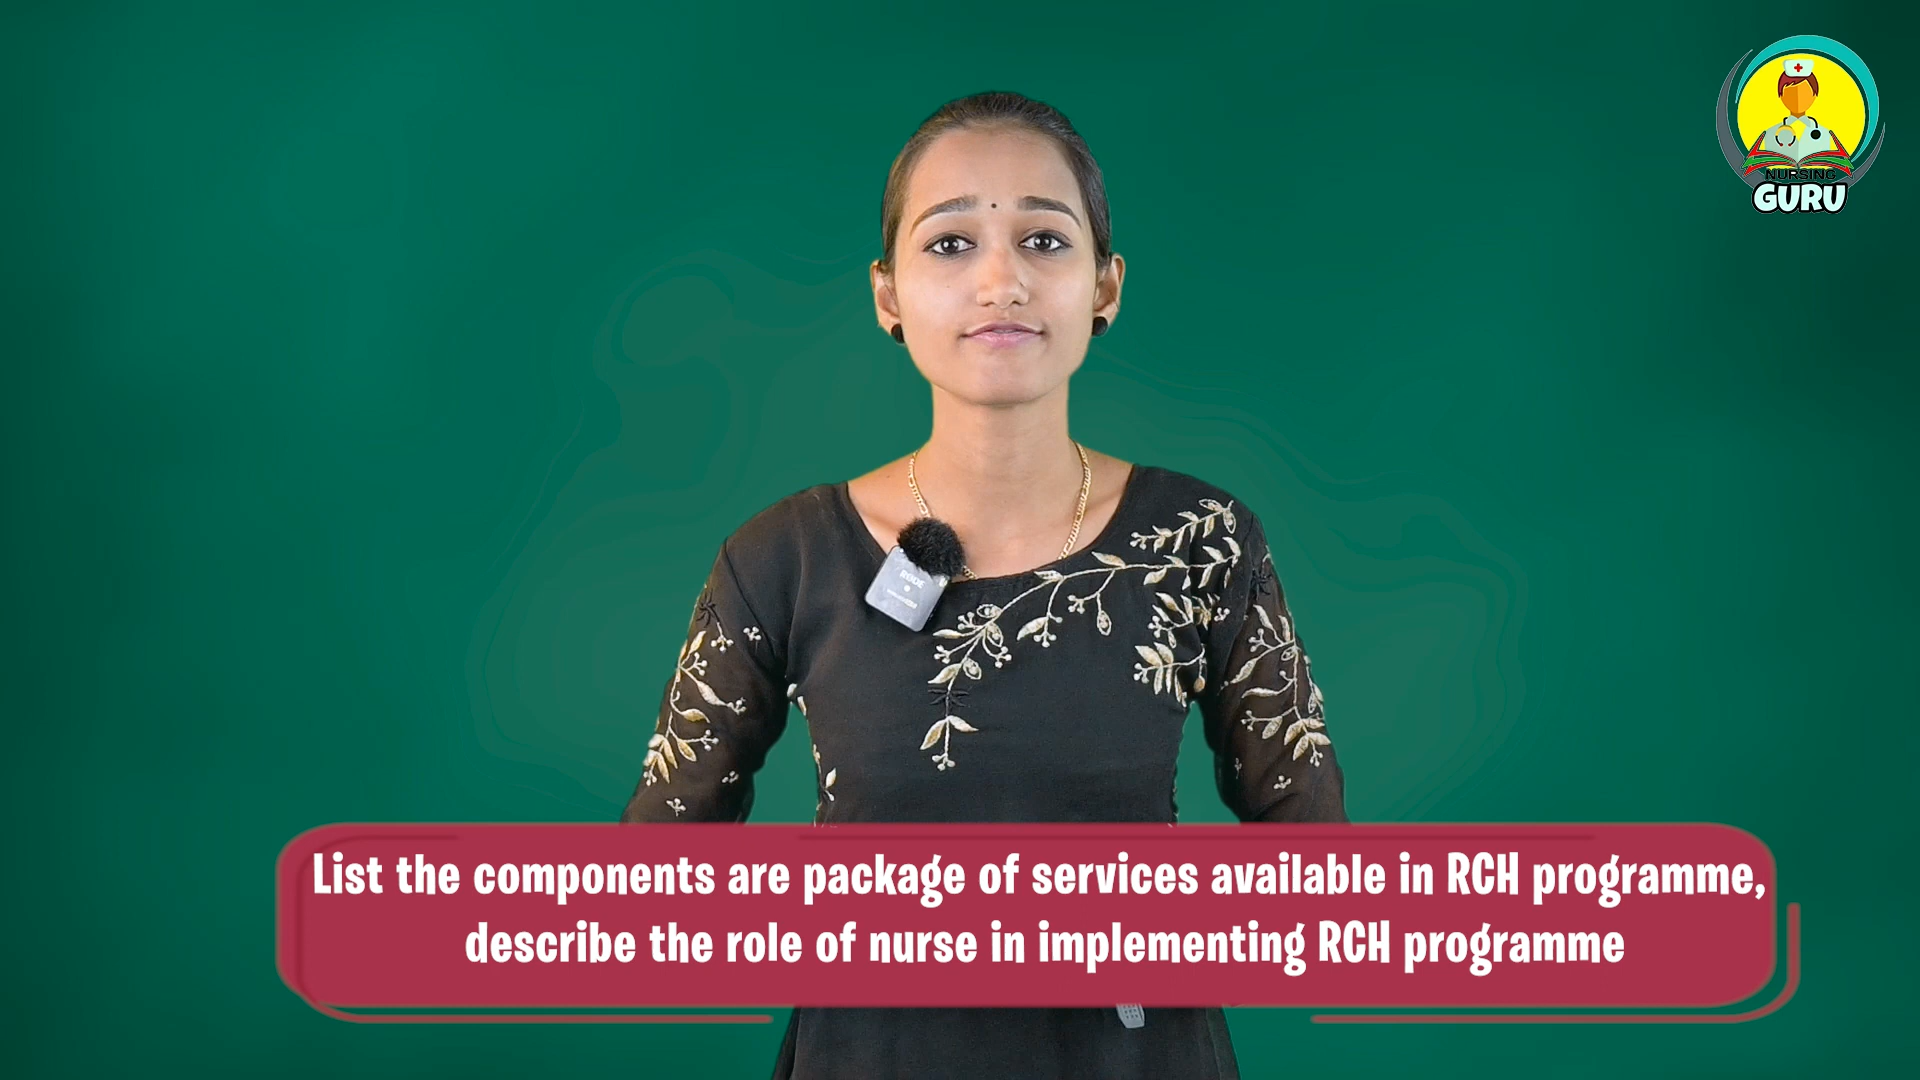 NURSING
GURU
RODE
List the components are package of services available in RCH programme,
describe the role of nurse in implementing RCH programme